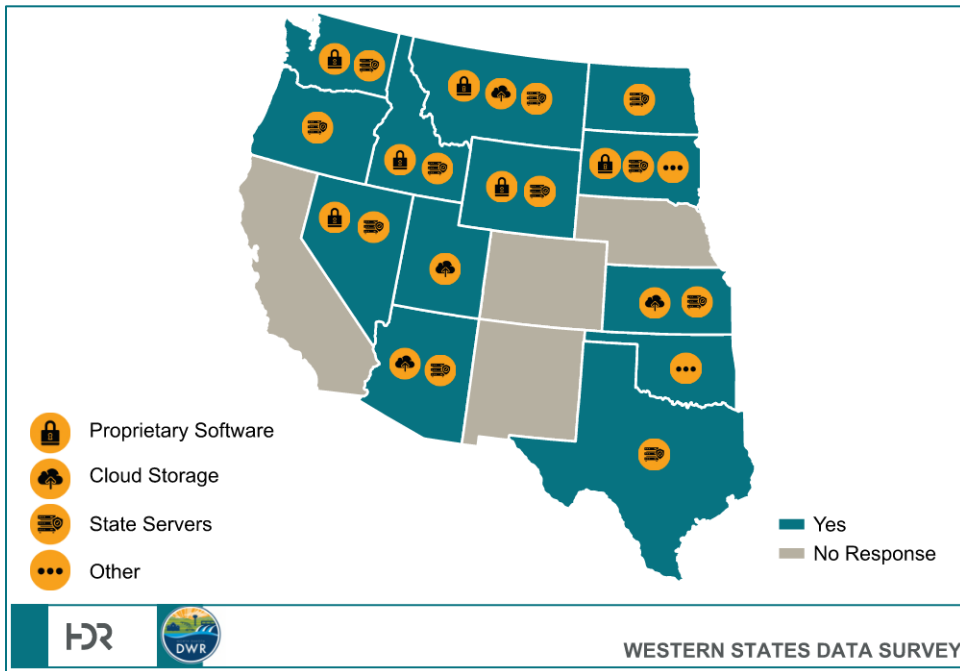 Proprietary Software
Cloud Storage
State Servers
Other
Yes
No Response
HDR
DWR
WESTERN STATES DATA SURVEY